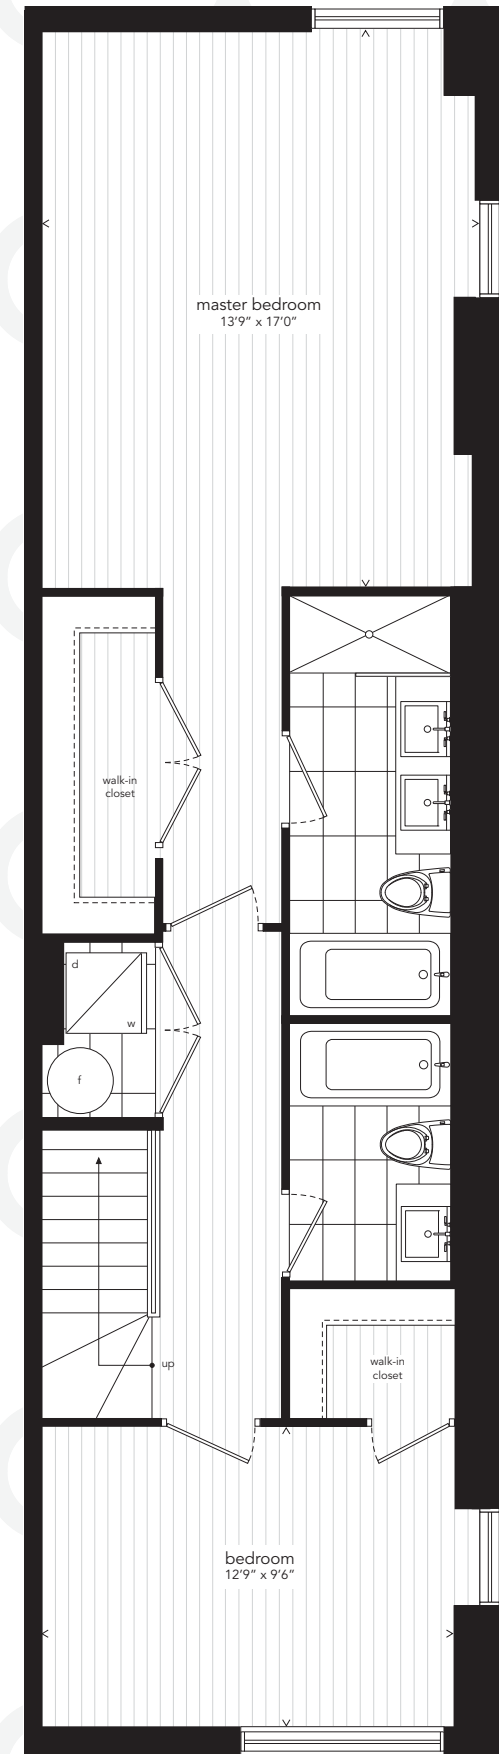 master bedroom
13'9" x 17'0"
walk-in
closet
d
w
f
up
walk-in
closet
bedroom
12'9" x 9'6"